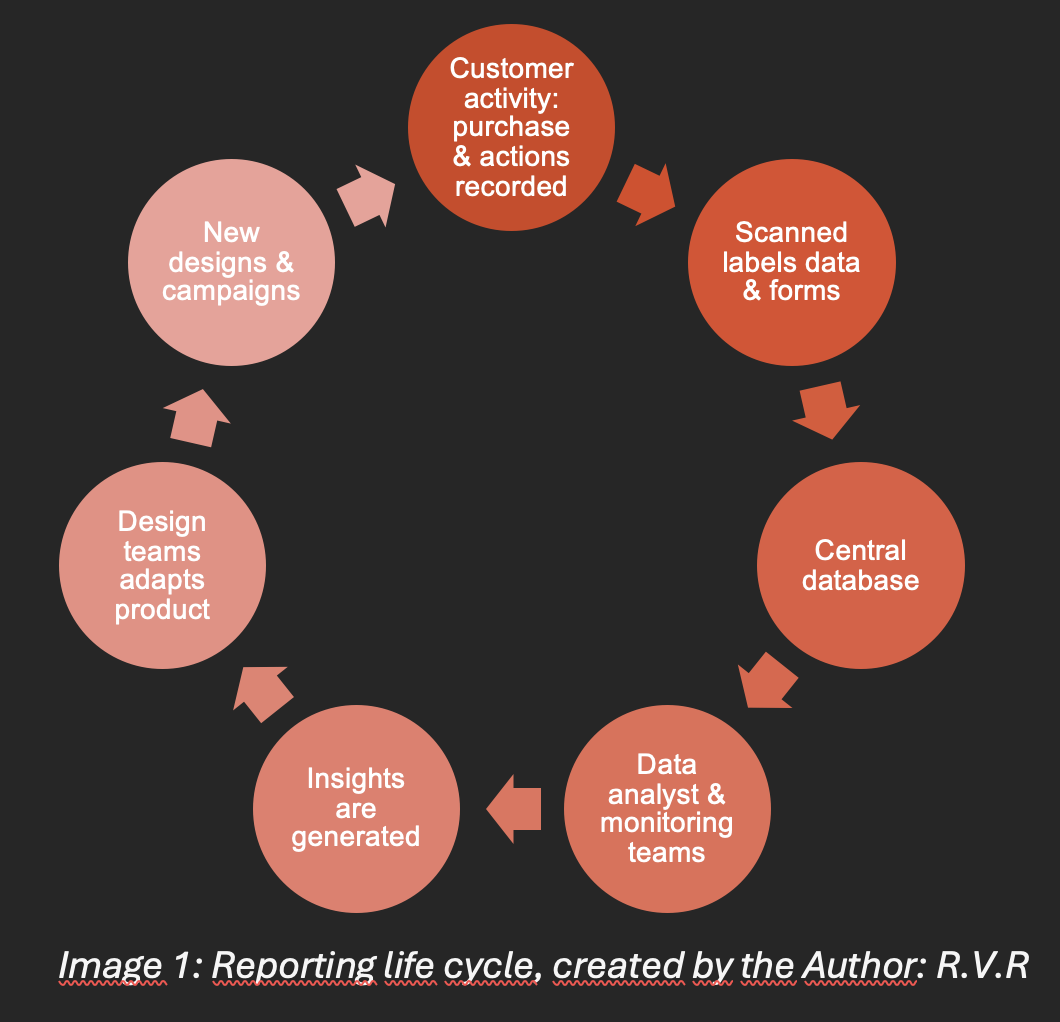 Customer
activity:
purchase
& actions
recorded
Scanned
labels data
& forms
Central
database
Data
analyst &
monitoring
teams
Insights
are
generated
Design
teams
adapts
product
New
designs &
campaigns
Image 1: Reporting life cycle, created by the Author: R.V.R